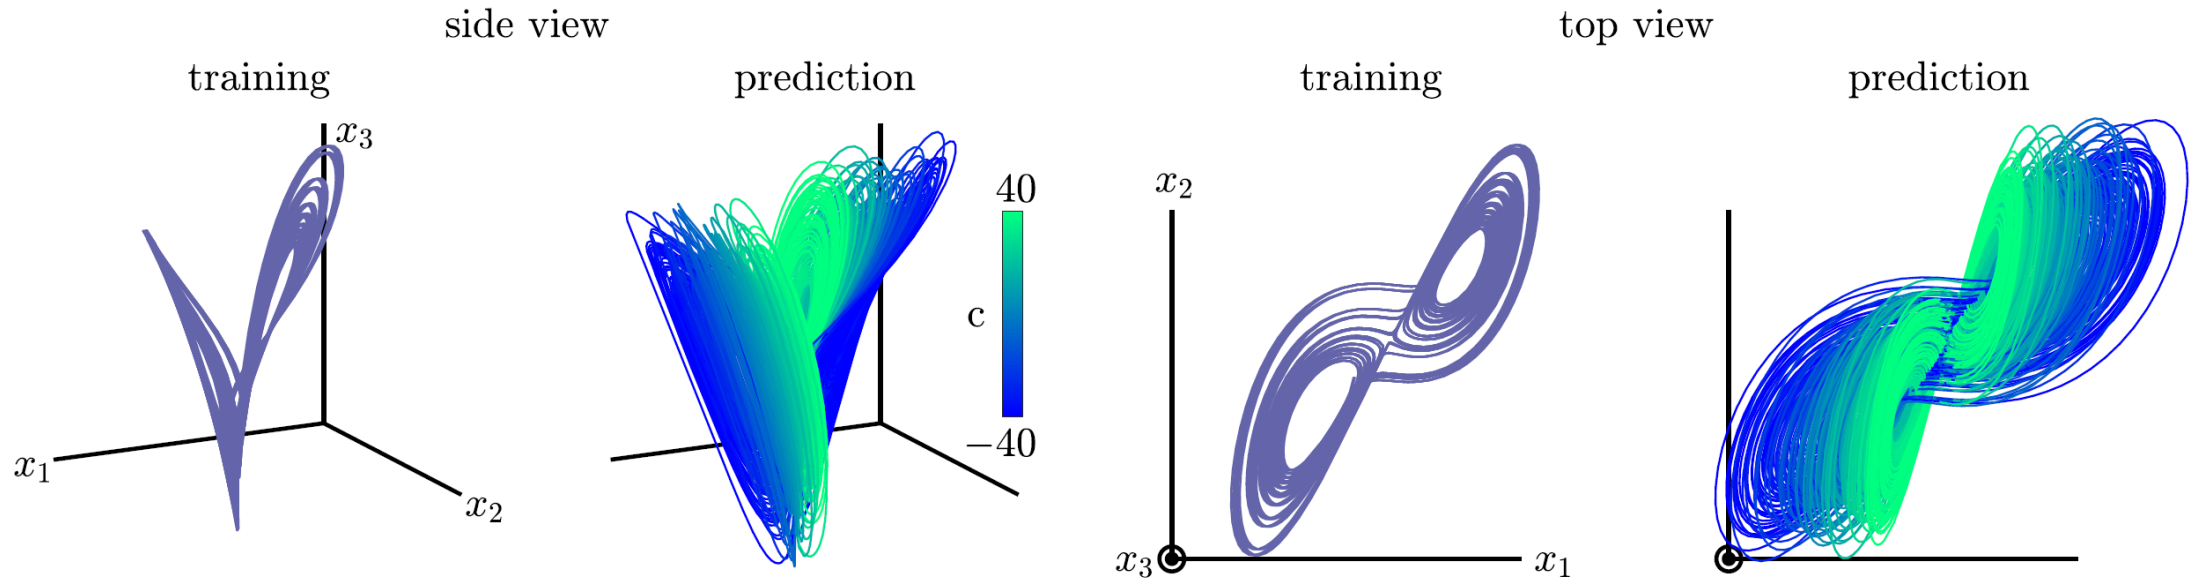 side view
top view
training
prediction
training
prediction
x₃
x₁
x₂
40
c
−40
x₂
x₃
x₁